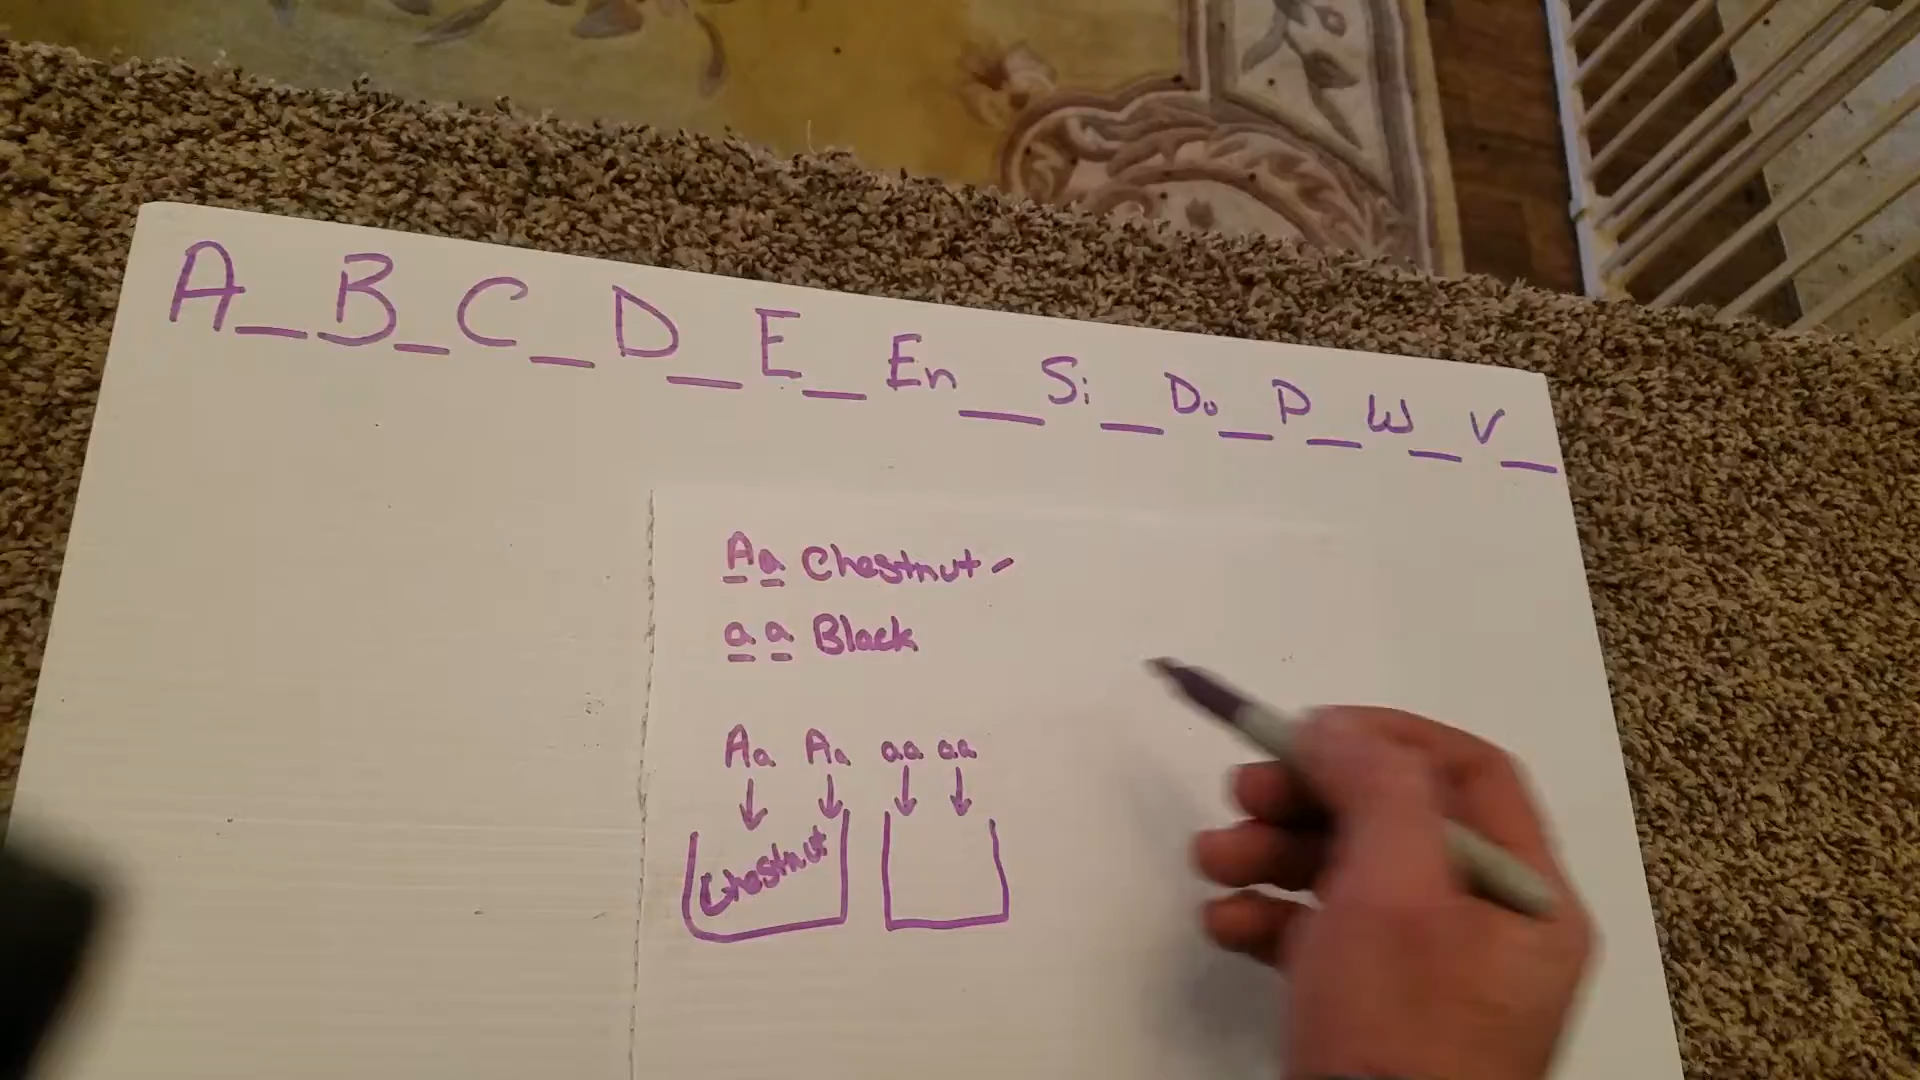 A_B_C_D_E_En_Si_Do_P_W_V_
Aa Chestnut-
aa Black
Aa Aa aa aa
Chestnut